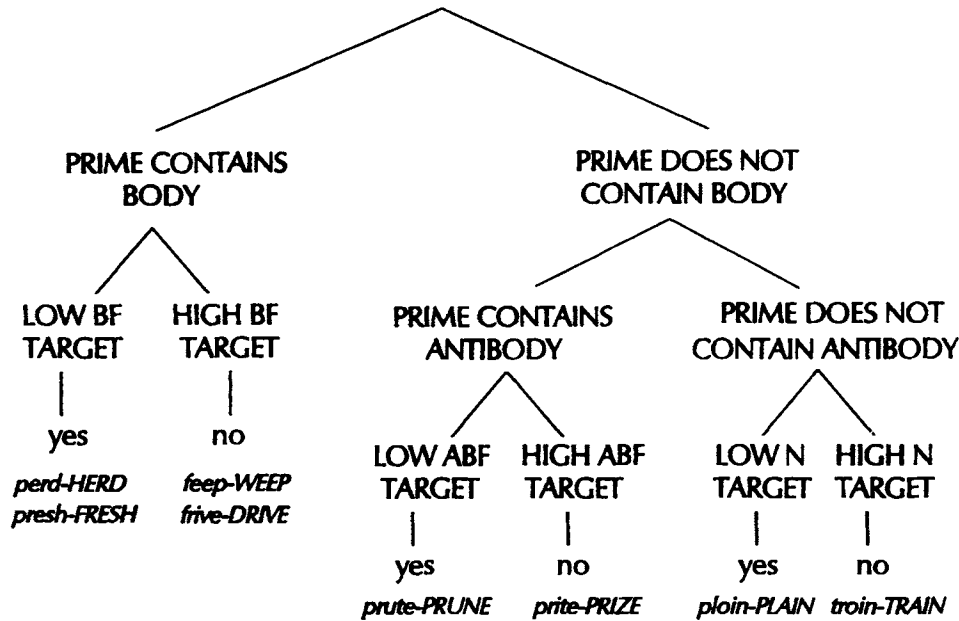 PRIME CONTAINS
BODY
PRIME DOES NOT
CONTAIN BODY
LOW BF
TARGET
HIGH BF
TARGET
PRIME CONTAINS
ANTIBODY
PRIME DOES NOT
CONTAIN ANTIBODY
yes
no
perd-HERD
presh-FRESH
feep-WEEP
frive-DRIVE
LOW ABF
TARGET
HIGH ABF
TARGET
LOW N
TARGET
HIGH N
TARGET
yes
no
yes
no
prute-PRUNE
prite-PRIZE
ploin-PLAIN
troin-TRAIN